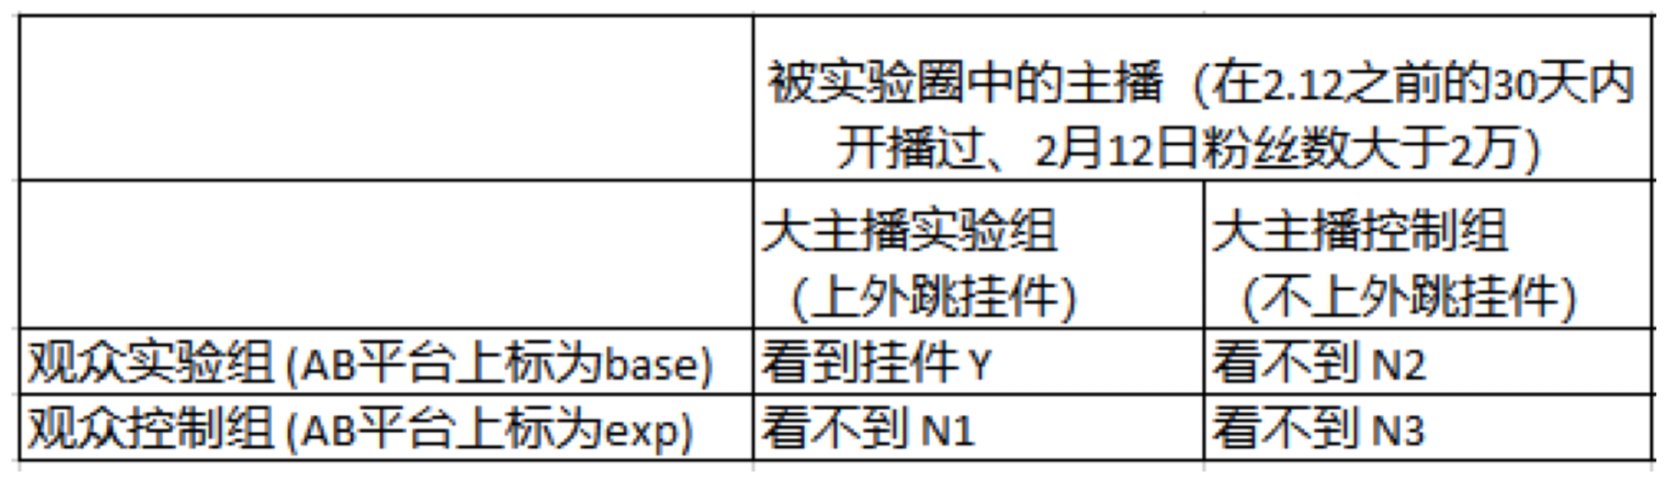 被实验圈中的主播（在2.12之前的30天内
开播过、2月12日粉丝数大于2万）
大主播实验组
（上外跳挂件）
大主播控制组
（不上外跳挂件）
观众实验组 (AB平台上标为base)
看到挂件 Y
看不到 N2
观众控制组 (AB平台上标为exp)
看不到 N1
看不到 N3